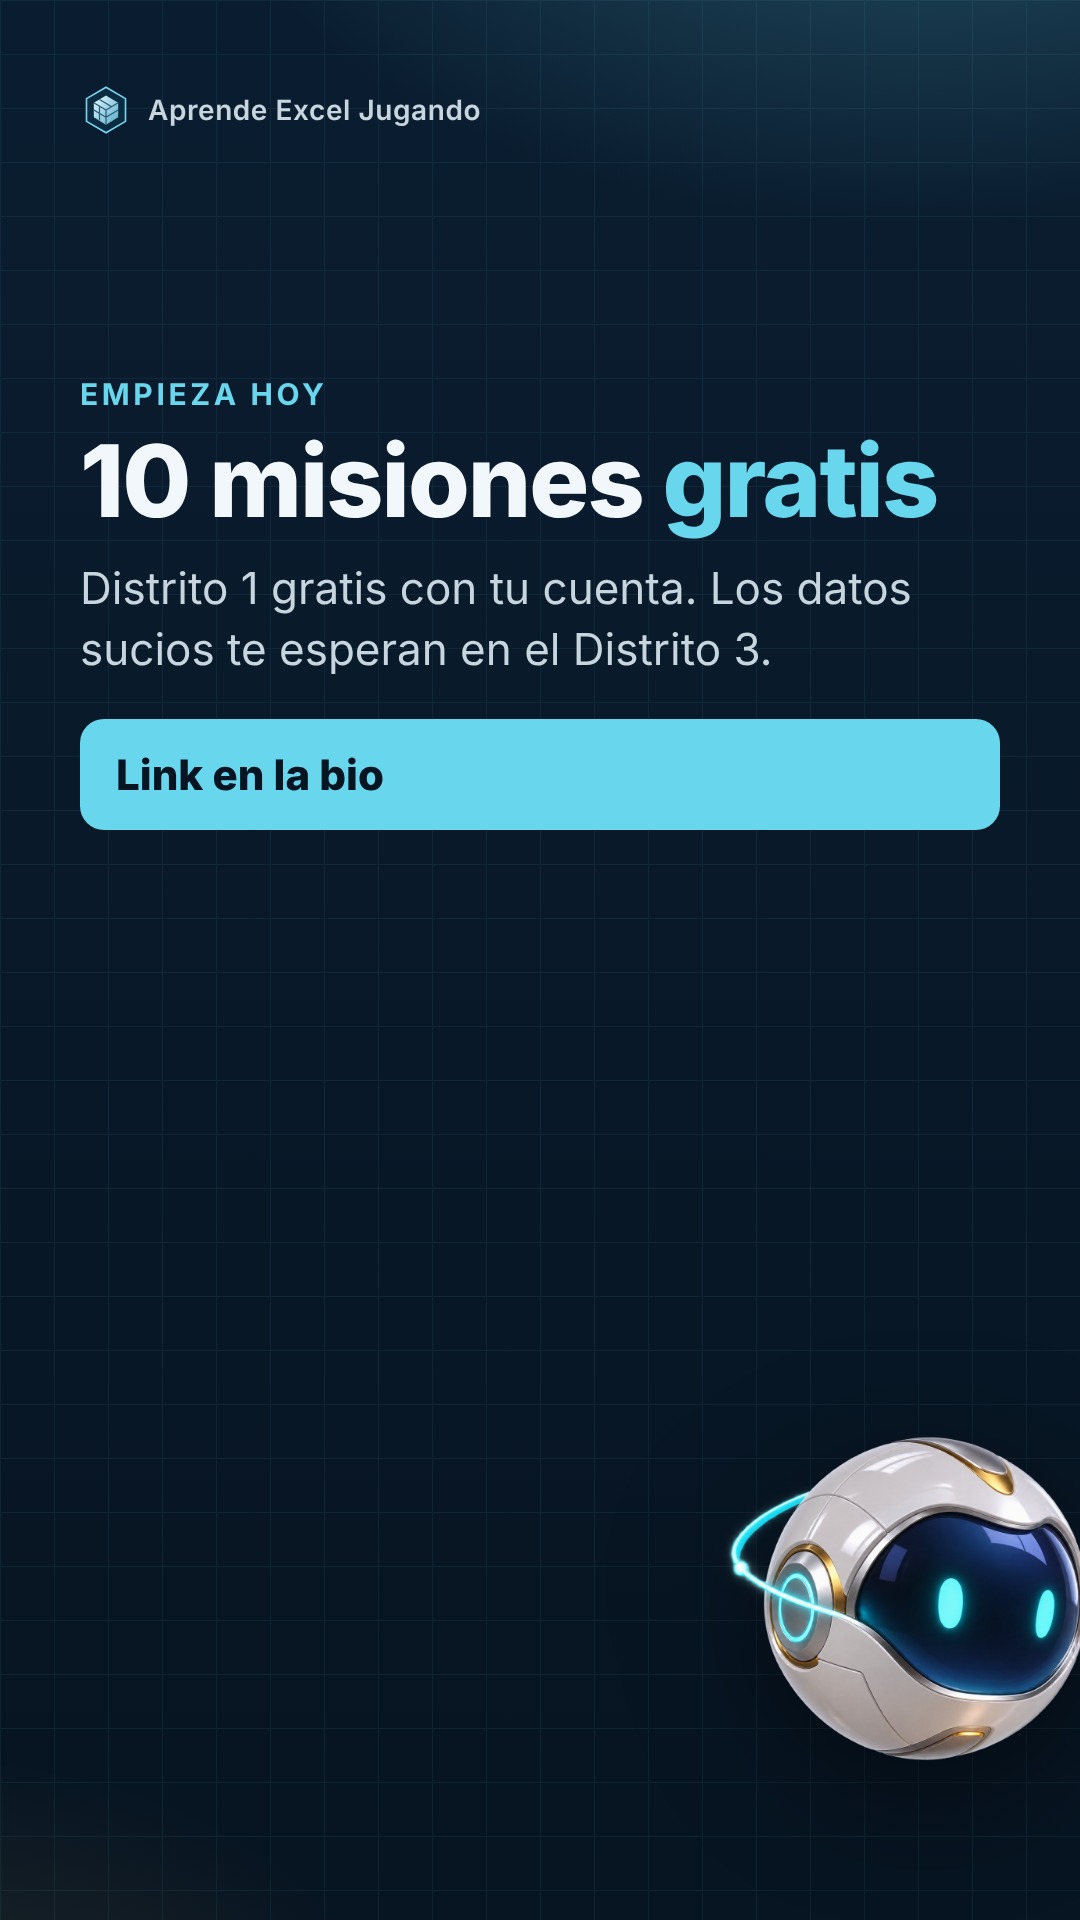 Aprende Excel Jugando
EMPIEZA HOY
10 misiones gratis
Distrito 1 gratis con tu cuenta. Los datos
sucios te esperan en el Distrito 3.
Link en la bio